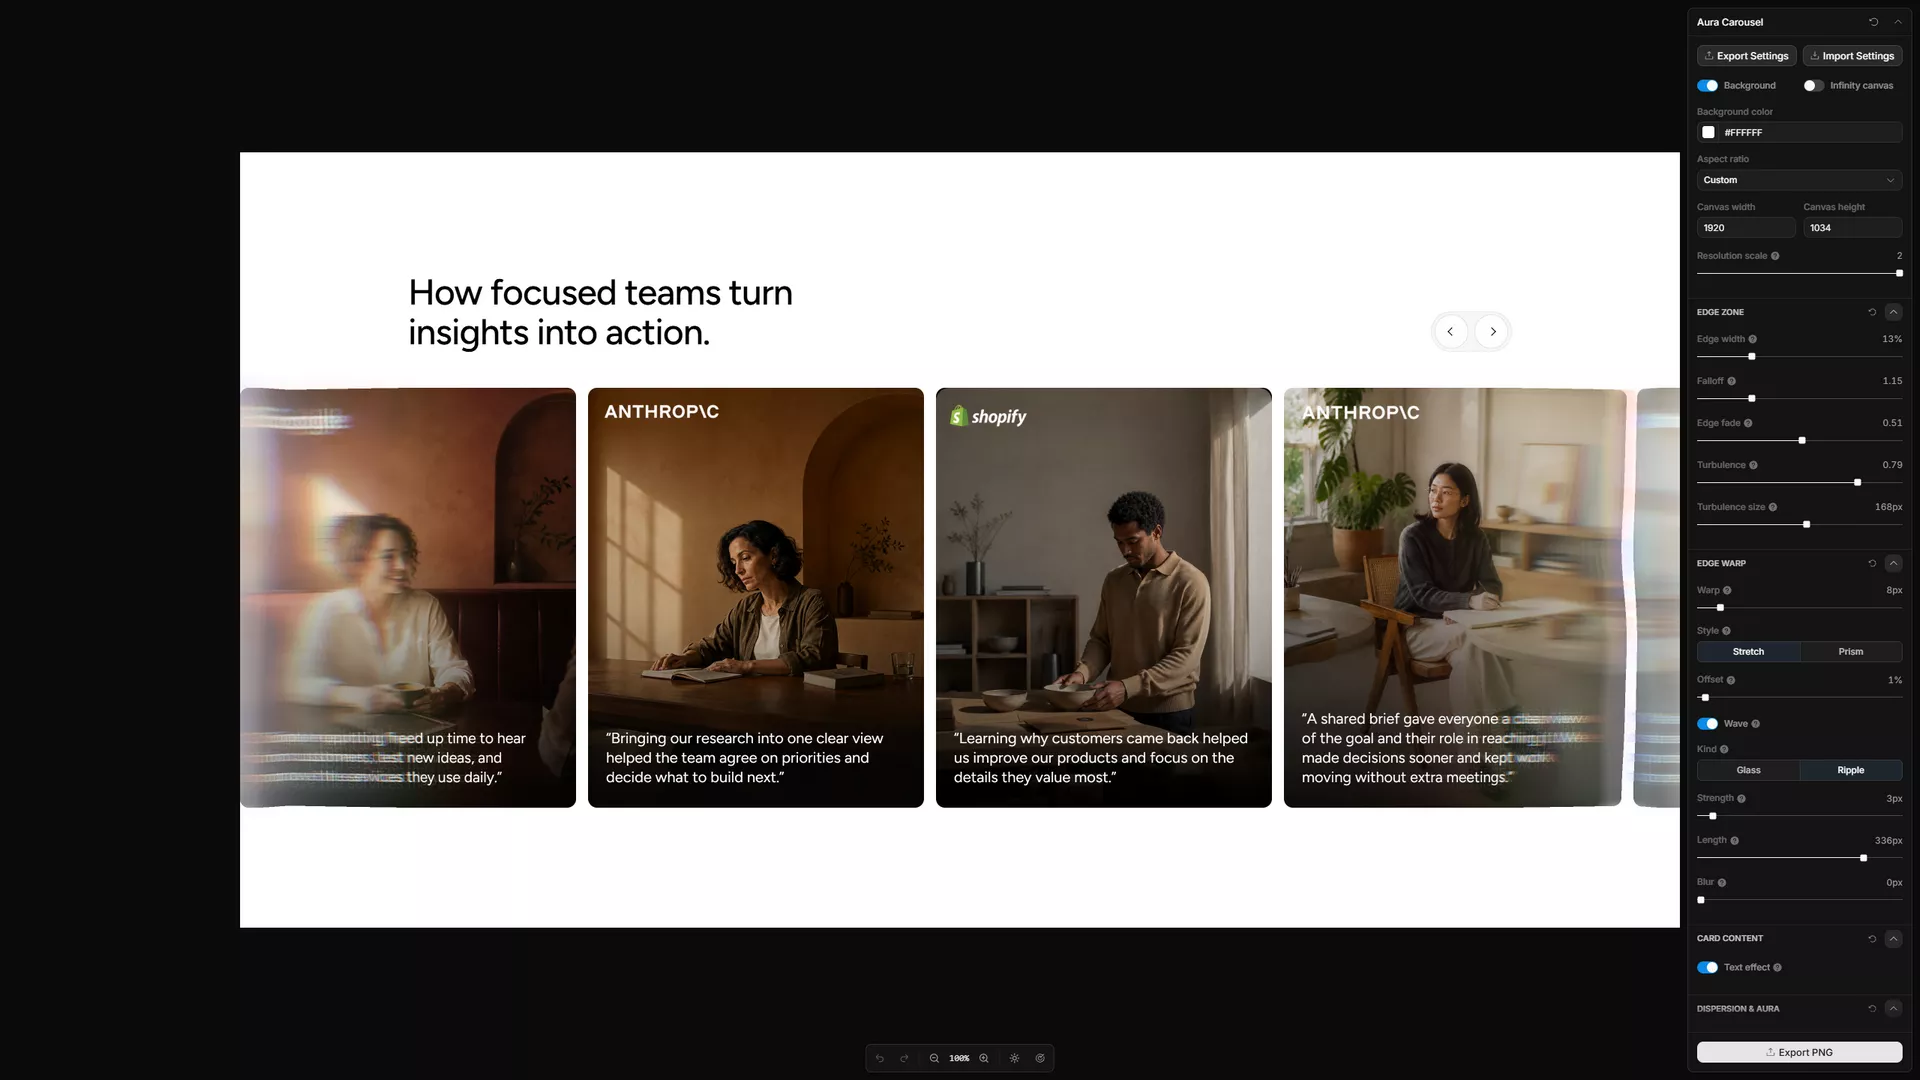 Aura Carousel
Export Settings
Import Settings
Background
Infinity canvas
Background color
#FFFFFF
Aspect ratio
Custom
Canvas width
Canvas height
1920
1034
Resolution scale
2
EDGE ZONE
Edge width
13%
Falloff
1.15
Edge fade
0.51
Turbulence
0.79
Turbulence size
168px
EDGE WARP
Warp
8px
Style
Stretch
Prism
Offset
1%
Wave
Kind
Glass
Ripple
Strength
3px
Length
336px
Blur
0px
CARD CONTENT
Text effect
DISPERSION & AURA
Export PNG
How focused teams turn
insights into action.
up time to hear
new ideas, and
they use daily.”
ANTHROP\C
“Bringing our research into one clear view
helped the team agree on priorities and
decide what to build next.”
shopify
“Learning why customers came back helped
us improve our products and focus on the
details they value most.”
ANTHROP\C
“A shared brief gave everyone a
of the goal and their role in
made decisions sooner and kept
moving without extra meetings.
100%